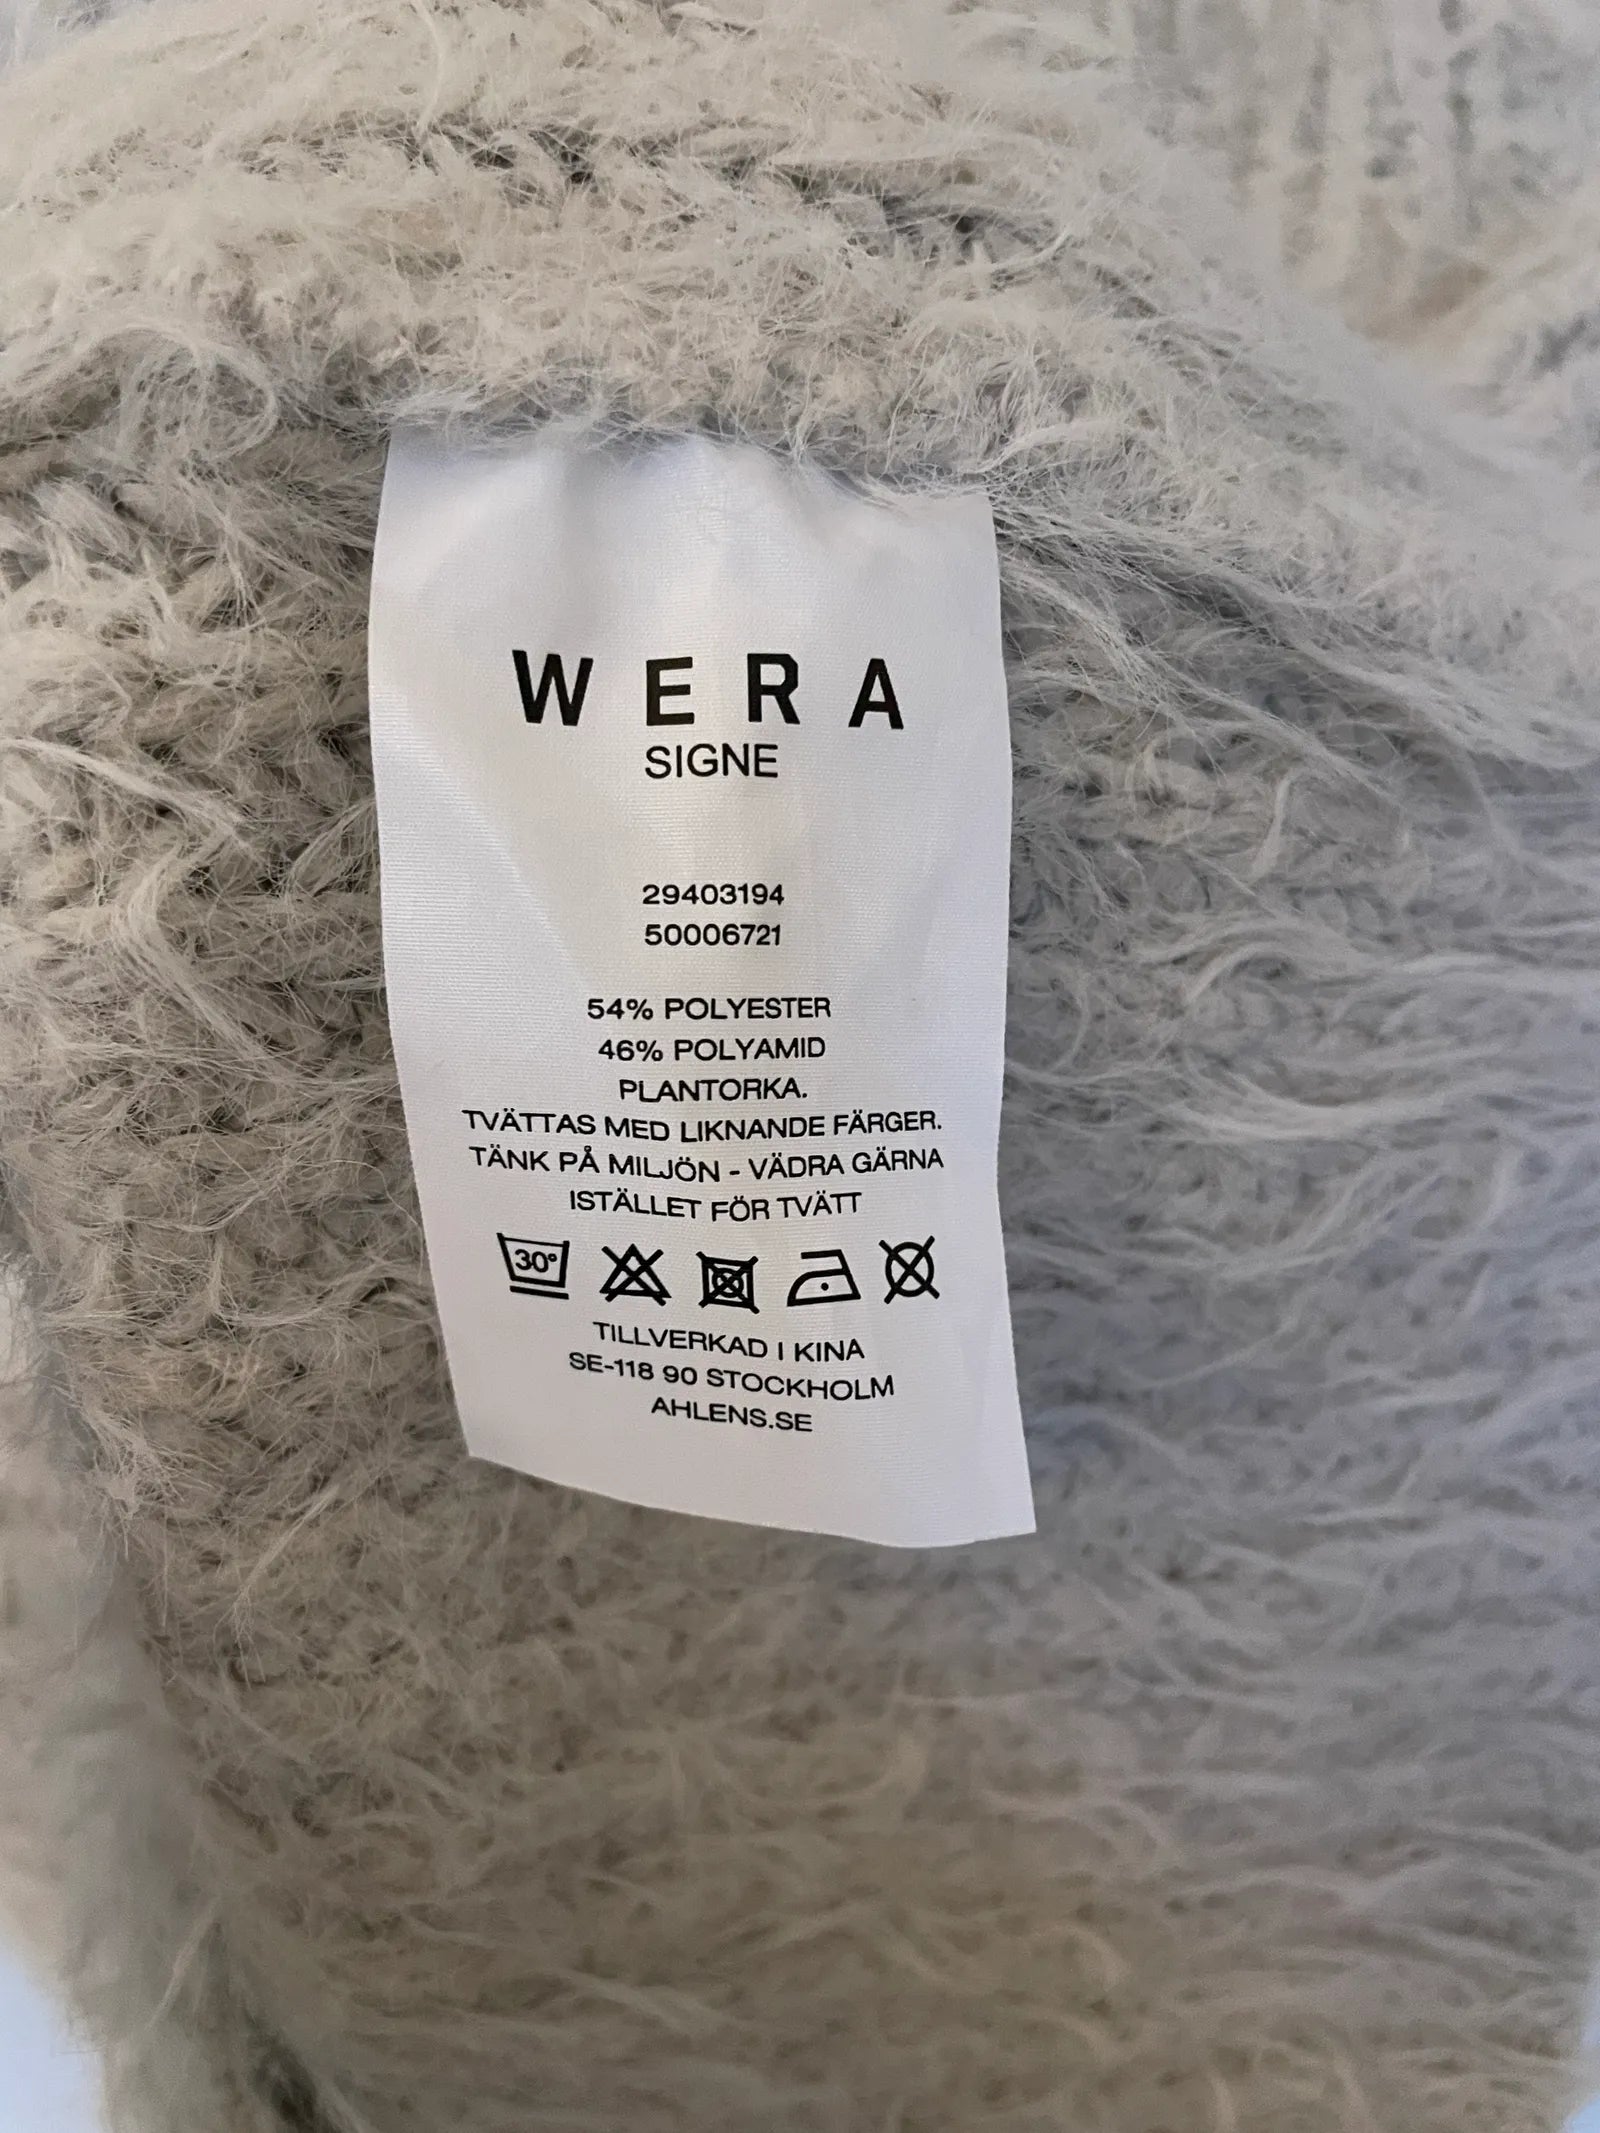 WERA
SIGNE
29403194
50006721
54% POLYESTER
46% POLYAMID
PLANTORKA.
TVÄTTAS MED LIKNANDE FÄRGER.
TÄNK PÅ MILJÖN - VÄDRA GÄRNA
ISTÄLLET FÖR TVÄTT
30°
TILLVERKAD I KINA
SE-118 90 STOCKHOLM
AHLENS.SE